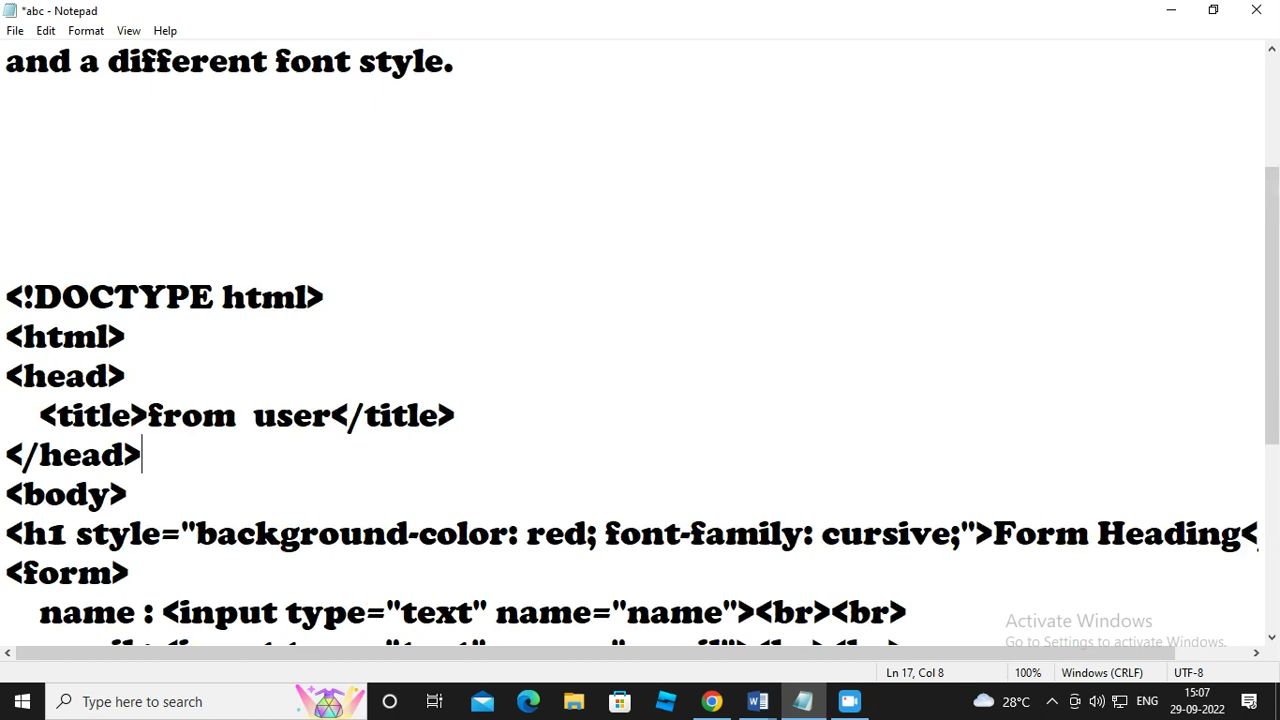 *abc - Notepad
File Edit Format View Help
and a different font style.
<!DOCTYPE html>
<html>
<head>
<title>from  user</title>
</head>
<body>
<h1 style="background-color: red; font-family: cursive;">Form Heading<
<form>
name : <input type="text" name="name"><br><br>
Activate Windows
Go to Settings to activate Windows.
Ln 17, Col 8 100% Windows (CRLF) UTF-8
Type here to search 28°C ENG 15:07
29-09-2022